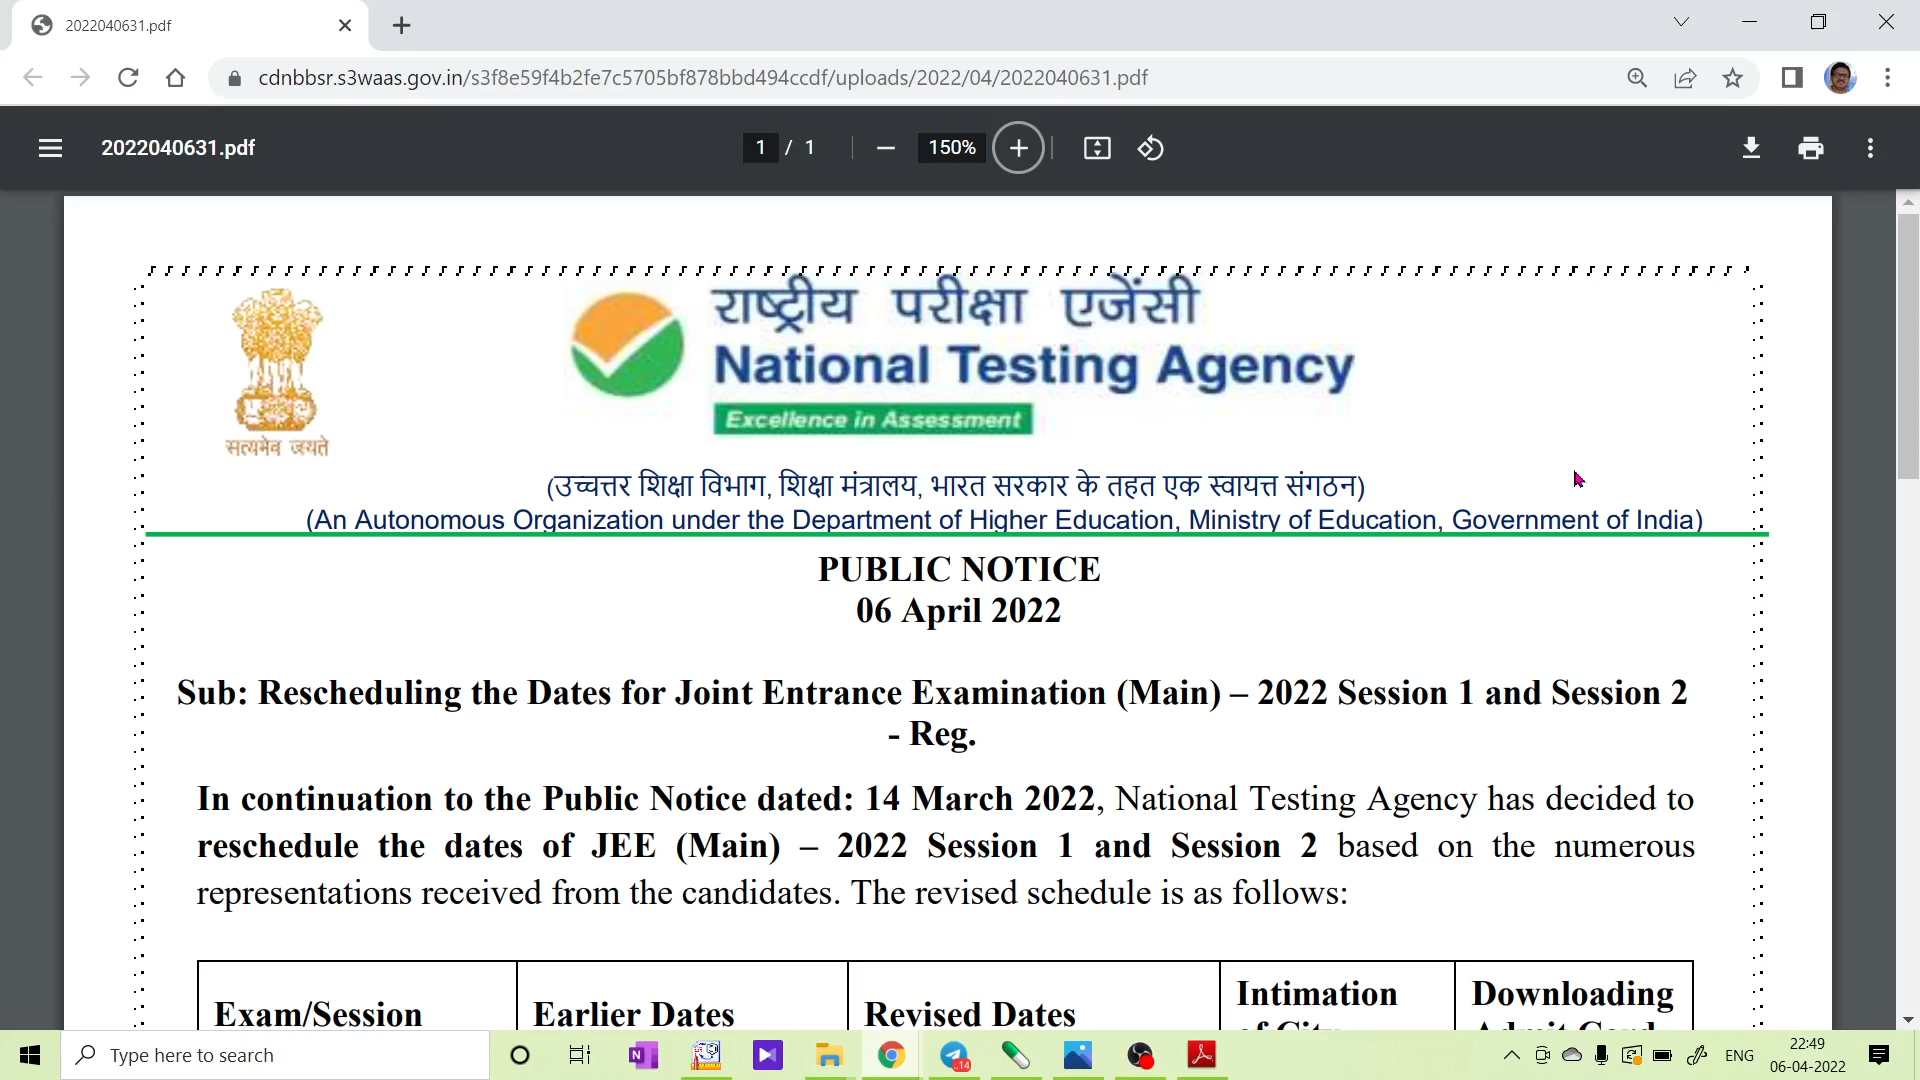 2022040631.pdf
cdnbbsr.s3waas.gov.in/s3f8e59f4b2fe7c5705bf878bbd494ccdf/uploads/2022/04/2022040631.pdf
2022040631.pdf
1 / 1
150%
राष्ट्रीय परीक्षा एजेंसी
National Testing Agency
Excellence in Assessment
सत्यमेव जयते
(उच्चत्तर शिक्षा विभाग, शिक्षा मंत्रालय, भारत सरकार के तहत एक स्वायत्त संगठन)
(An Autonomous Organization under the Department of Higher Education, Ministry of Education, Government of India)
PUBLIC NOTICE
06 April 2022
Sub: Rescheduling the Dates for Joint Entrance Examination (Main) – 2022 Session 1 and Session 2
- Reg.
In continuation to the Public Notice dated: 14 March 2022, National Testing Agency has decided to
reschedule the dates of JEE (Main) – 2022 Session 1 and Session 2 based on the numerous
representations received from the candidates. The revised schedule is as follows:
Exam/Session
Earlier Dates
Revised Dates
Intimation
of City
Downloading
Admit Card
Type here to search
N
14
ENG
22:49
06-04-2022